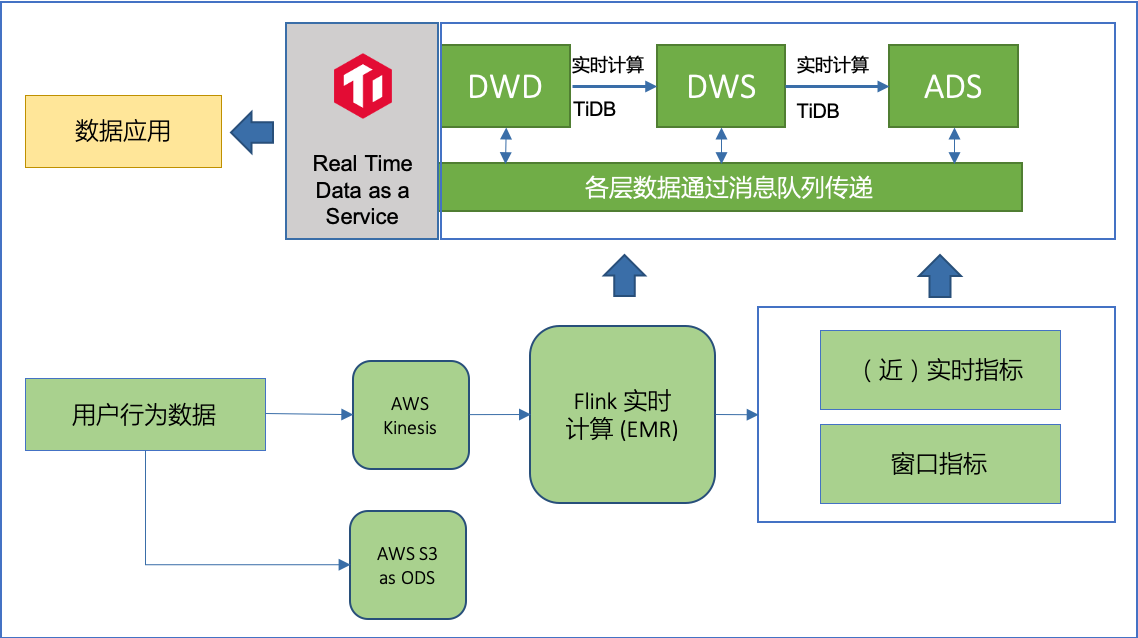 DWD
实时计算
TiDB
DWS
实时计算
TiDB
ADS
数据应用
Real Time
Data as a
Service
各层数据通过消息队列传递
用户行为数据
AWS
Kinesis
Flink 实时
计算 (EMR)
（近）实时指标
窗口指标
AWS S3
as ODS